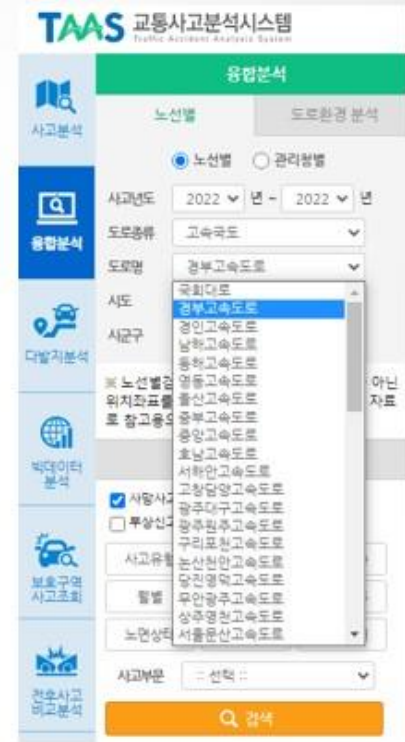 TAAS 교통사고분석시스템
Traffic Accident Analysis System
융합분석
사고분석
노선별
도로환경 분석
노선별
관리청별
융합분석
사고년도
2022
년 ~
2022
년
도로종류
고속국도
도로명
경부고속도로
시도
시군구
국회대로
경부고속도로
경인고속도로
남해고속도로
동해고속도로
영동고속도로
울산고속도로
중부고속도로
중앙고속도로
호남고속도로
서해안고속도로
고창담양고속도로
광주대구고속도로
광주원주고속도로
구리포천고속도로
논산천안고속도로
당진영덕고속도로
무안광주고속도로
상주영천고속도로
서울문산고속도로
다발지분석
※ 노선별
아닌
위치좌표를
자료
로 참고용
빅데이터
분석
사망사고
부상신고
사고유형
보호구역
사고조회
월별
노면상태
사고부문
:: 선택 ::
전후사고
비교분석
검색